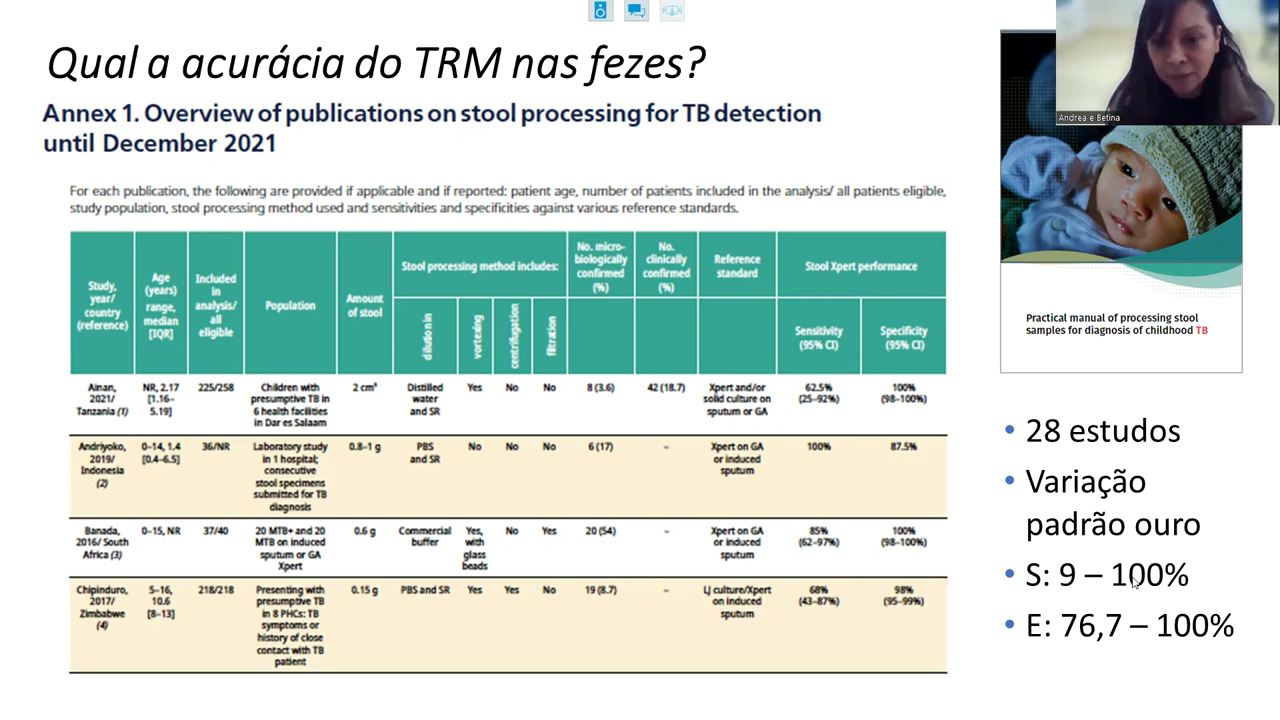 Qual a acurácia do TRM nas fezes?
Annex 1. Overview of publications on stool processing for TB detection
until December 2021
For each publication, the following are provided if applicable and if reported: patient age, number of patients included in the analysis/ all patients eligible,
study population, stool processing method used and sensitivities and specificities against various reference standards.
Study,
year/
country
(reference)
Age
(years)
range,
median
[IQR]
Included
in
analysis/
all
eligible
Population
Amount
of stool
Stool processing method includes:
dilution in
vortexing
centrifugation
filtration
No. micro-
biologically
confirmed
(%)
No.
clinically
confirmed
(%)
Reference
standard
Stool Xpert performance
Sensitivity
(95% CI)
Specificity
(95% CI)
Ainan,
2021/
Tanzania (1)
NR, 2.17
[1.16–
5.19]
225/258
Children with
presumptive TB in
6 health facilities
in Dar es Salaam
2 cm³
Distilled
water
and SR
Yes
No
No
8 (3.6)
42 (18.7)
Xpert and/or
solid culture on
sputum or GA
62.5%
(25–92%)
100%
(98–100%)
Andriyoko,
2019/
Indonesia
(2)
0–14, 1.4
[0.4–6.5]
36/NR
Laboratory study
in 1 hospital;
consecutive
stool specimens
submitted for TB
diagnosis
0.8–1 g
PBS
and SR
No
No
No
6 (17)
–
Xpert on GA
or induced
sputum
100%
87.5%
Banada,
2016/ South
Africa (3)
0–15, NR
37/40
20 MTB+ and 20
MTB on induced
sputum or GA
Xpert
0.6 g
Commercial
buffer
Yes,
with
glass
beads
No
Yes
20 (54)
–
Xpert on GA
or induced
sputum
85%
(62–97%)
100%
(98–100%)
Chipinduro,
2017/
Zimbabwe
(4)
5–16,
10.6
[8–13]
218/218
Presenting with
presumptive TB
in 8 PHCs: TB
symptoms or
history of close
contact with TB
patient
0.15 g
PBS and SR
Yes
Yes
No
19 (8.7)
–
LJ culture/Xpert
on induced
sputum
68%
(43–87%)
98%
(95–99%)
Andrea e Betina
Practical manual of processing stool
samples for diagnosis of childhood TB
• 28 estudos
• Variação
padrão ouro
• S: 9 – 100%
• E: 76,7 – 100%